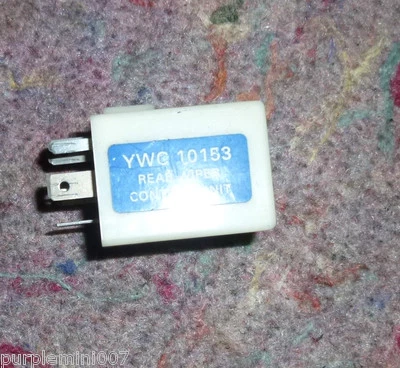 YWC 10153
REAR WIPER
CONTROL UNIT
purplemini007